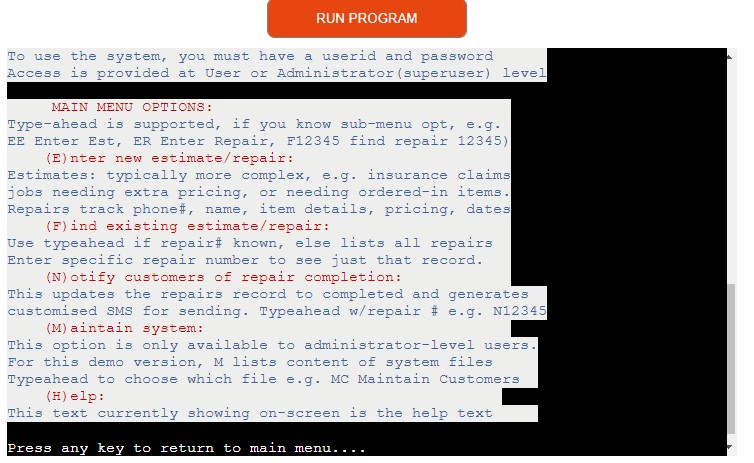 RUN PROGRAM
To use the system, you must have a userid and password
Access is provided at User or Administrator(superuser) level
MAIN MENU OPTIONS:
Type-ahead is supported, if you know sub-menu opt, e.g.
EE Enter Est, ER Enter Repair, F12345 find repair 12345)
(E)nter new estimate/repair:
Estimates: typically more complex, e.g. insurance claims
jobs needing extra pricing, or needing ordered-in items.
Repairs track phone#, name, item details, pricing, dates
(F)ind existing estimate/repair:
Use typeahead if repair# known, else lists all repairs
Enter specific repair number to see just that record.
(N)otify customers of repair completion:
This updates the repairs record to completed and generates
customised SMS for sending. Typeahead w/repair # e.g. N12345
(M)aintain system:
This option is only available to administrator-level users.
For this demo version, M lists content of system files
Typeahead to choose which file e.g. MC Maintain Customers
(H)elp:
This text currently showing on-screen is the help text
Press any key to return to main menu....